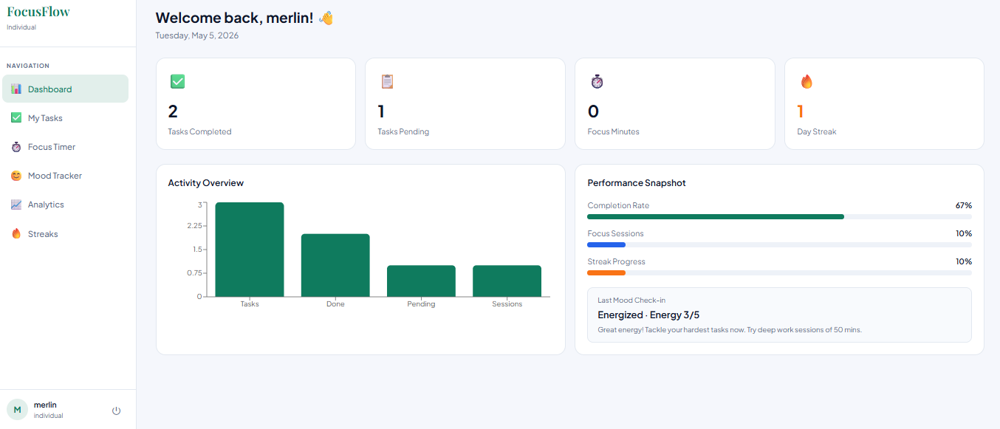 FocusFlow
Individual
NAVIGATION
Dashboard
My Tasks
Focus Timer
Mood Tracker
Analytics
Streaks
M
merlin
individual
Welcome back, merlin! 👋
Tuesday, May 5, 2026
2
Tasks Completed
1
Tasks Pending
0
Focus Minutes
1
Day Streak
Activity Overview
3
2.25
1.5
0.75
0
Tasks Done Pending Sessions
Performance Snapshot
Completion Rate 67%
Focus Sessions 10%
Streak Progress 10%
Last Mood Check-in
Energized · Energy 3/5
Great energy! Tackle your hardest tasks now. Try deep work sessions of 50 mins.